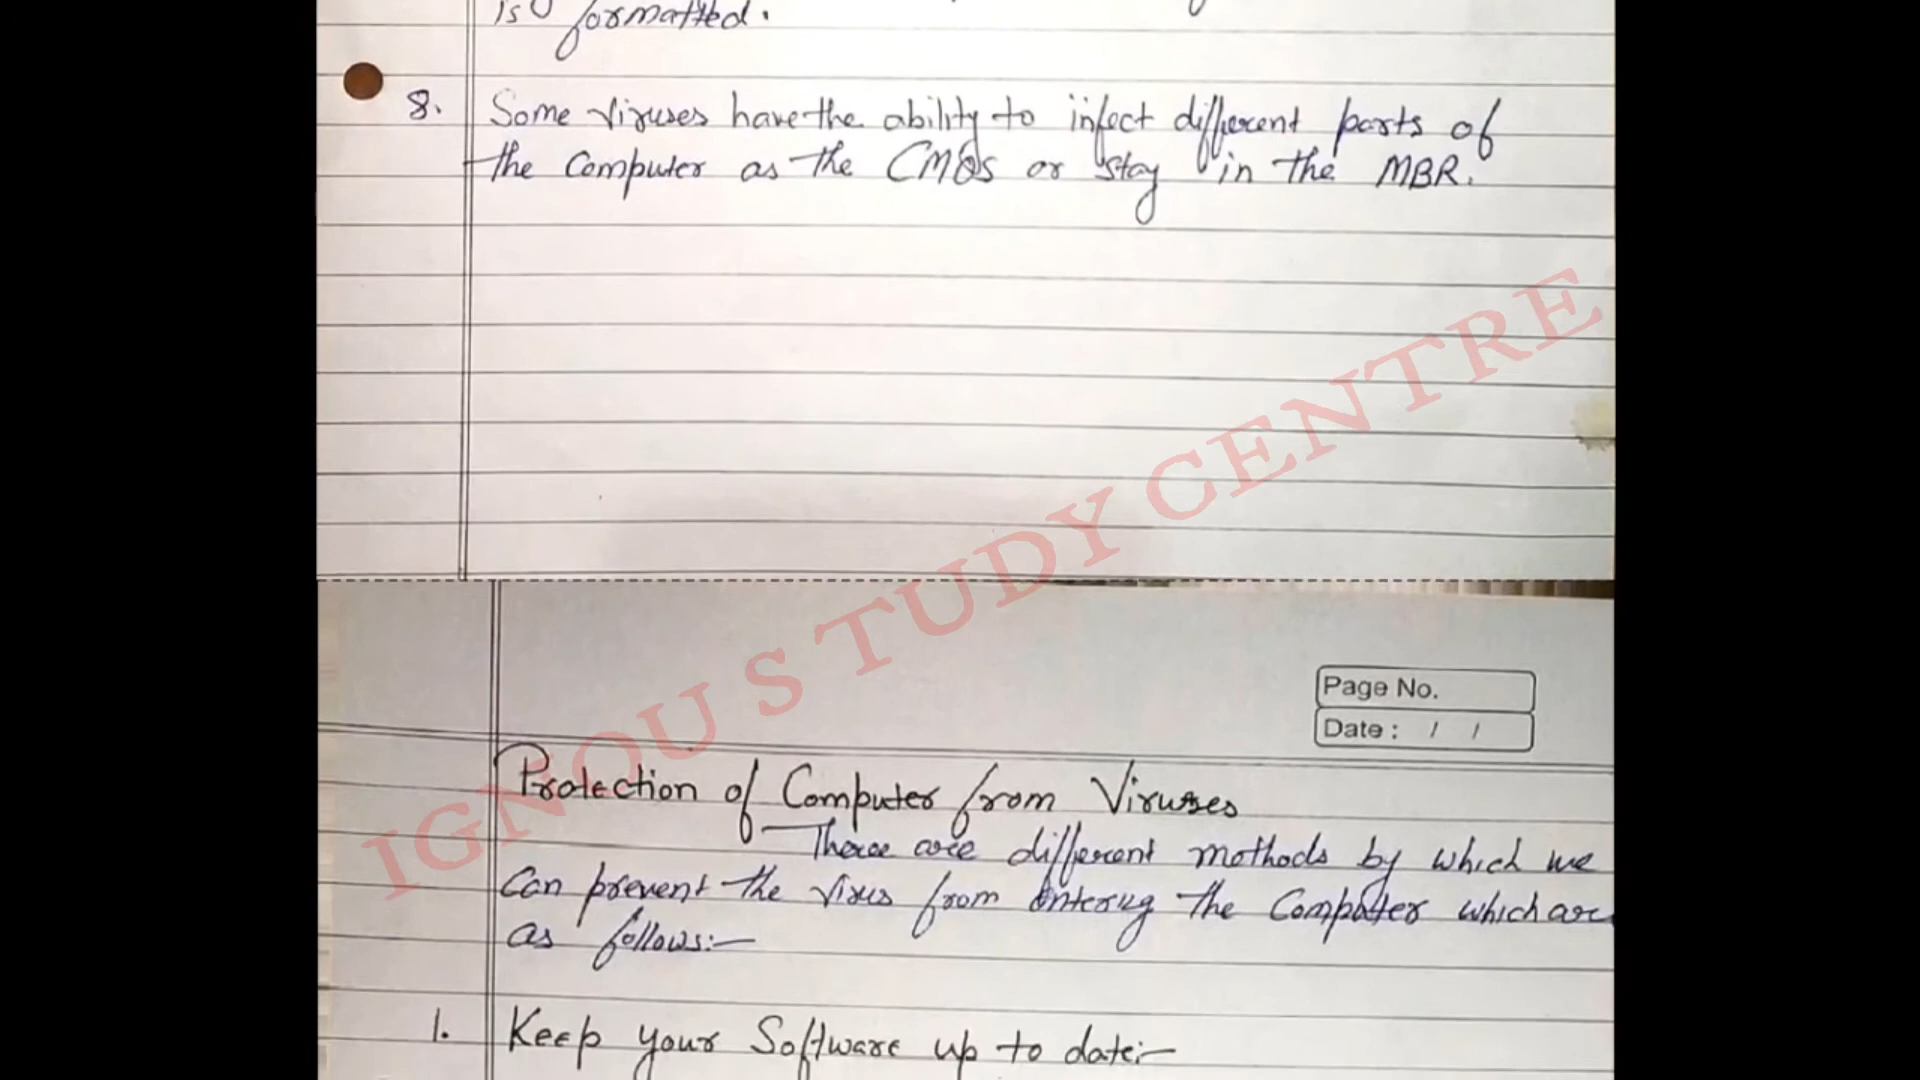 is formatted.
8. Some viruses have the ability to infect different parts of
the Computer as the CMOS or stay in the MBR.
IGNOU STUDY CENTRE
Page No.
Date : / /
Protection of Computer from Viruses
There are different methods by which we
Can prevent the virus from entering the Computer which are
as follows:-
1. Keep your Software up to date:-